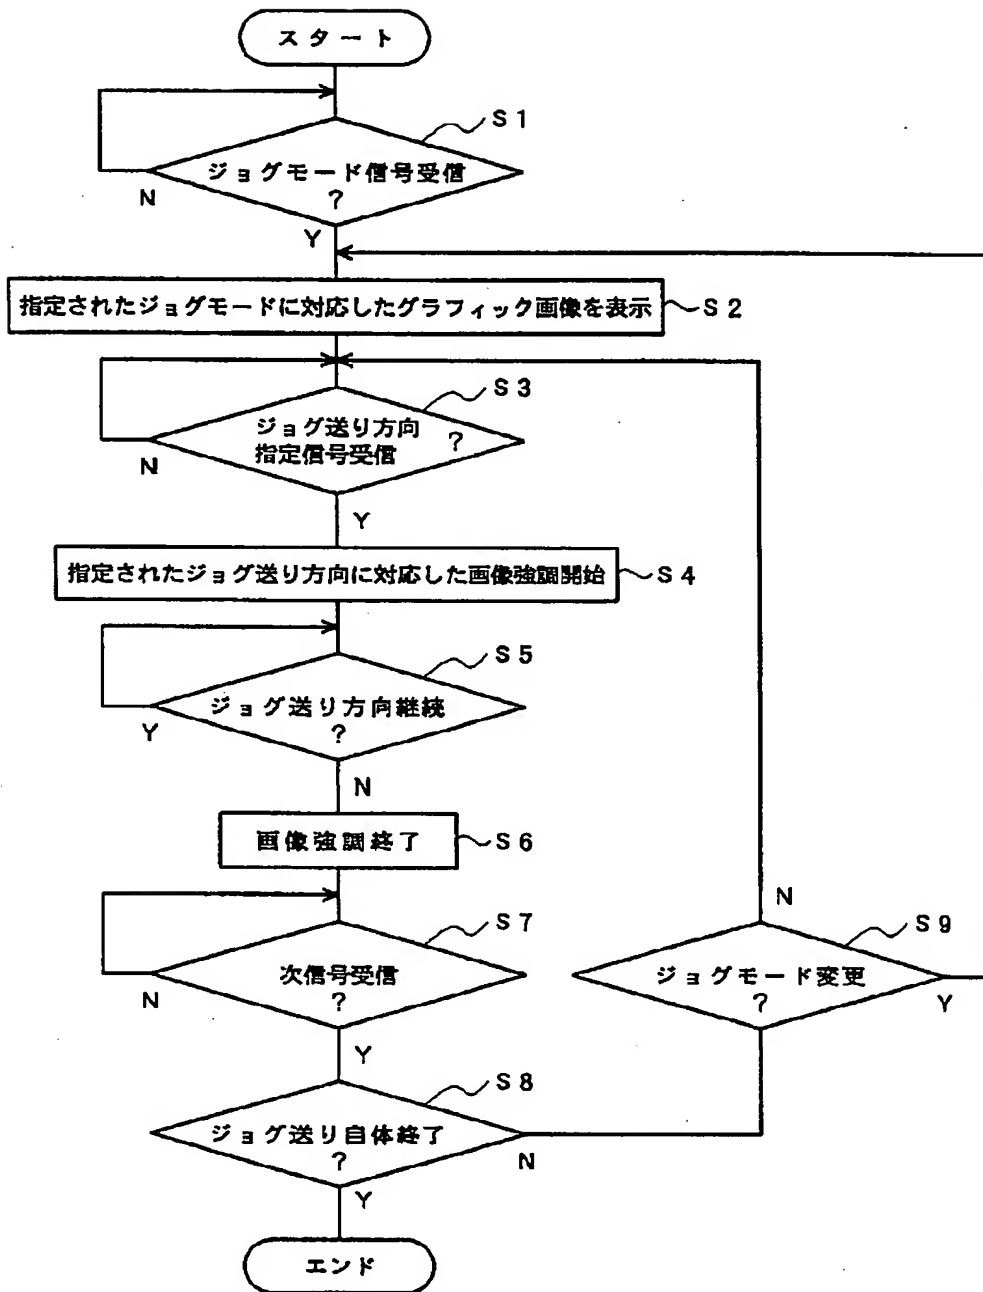 スタート
S1
ジョグモード信号受信
?
N
Y
指定されたジョグモードに対応したグラフィック画像を表示
S2
S3
ジョグ送り方向
指定信号受信
?
N
Y
指定されたジョグ送り方向に対応した画像強調開始
S4
S5
ジョグ送り方向継続
?
Y
N
画像強調終了
S6
S7
次信号受信
?
N
Y
S8
ジョグ送り自体終了
?
N
Y
S9
ジョグモード変更
?
N
Y
エンド